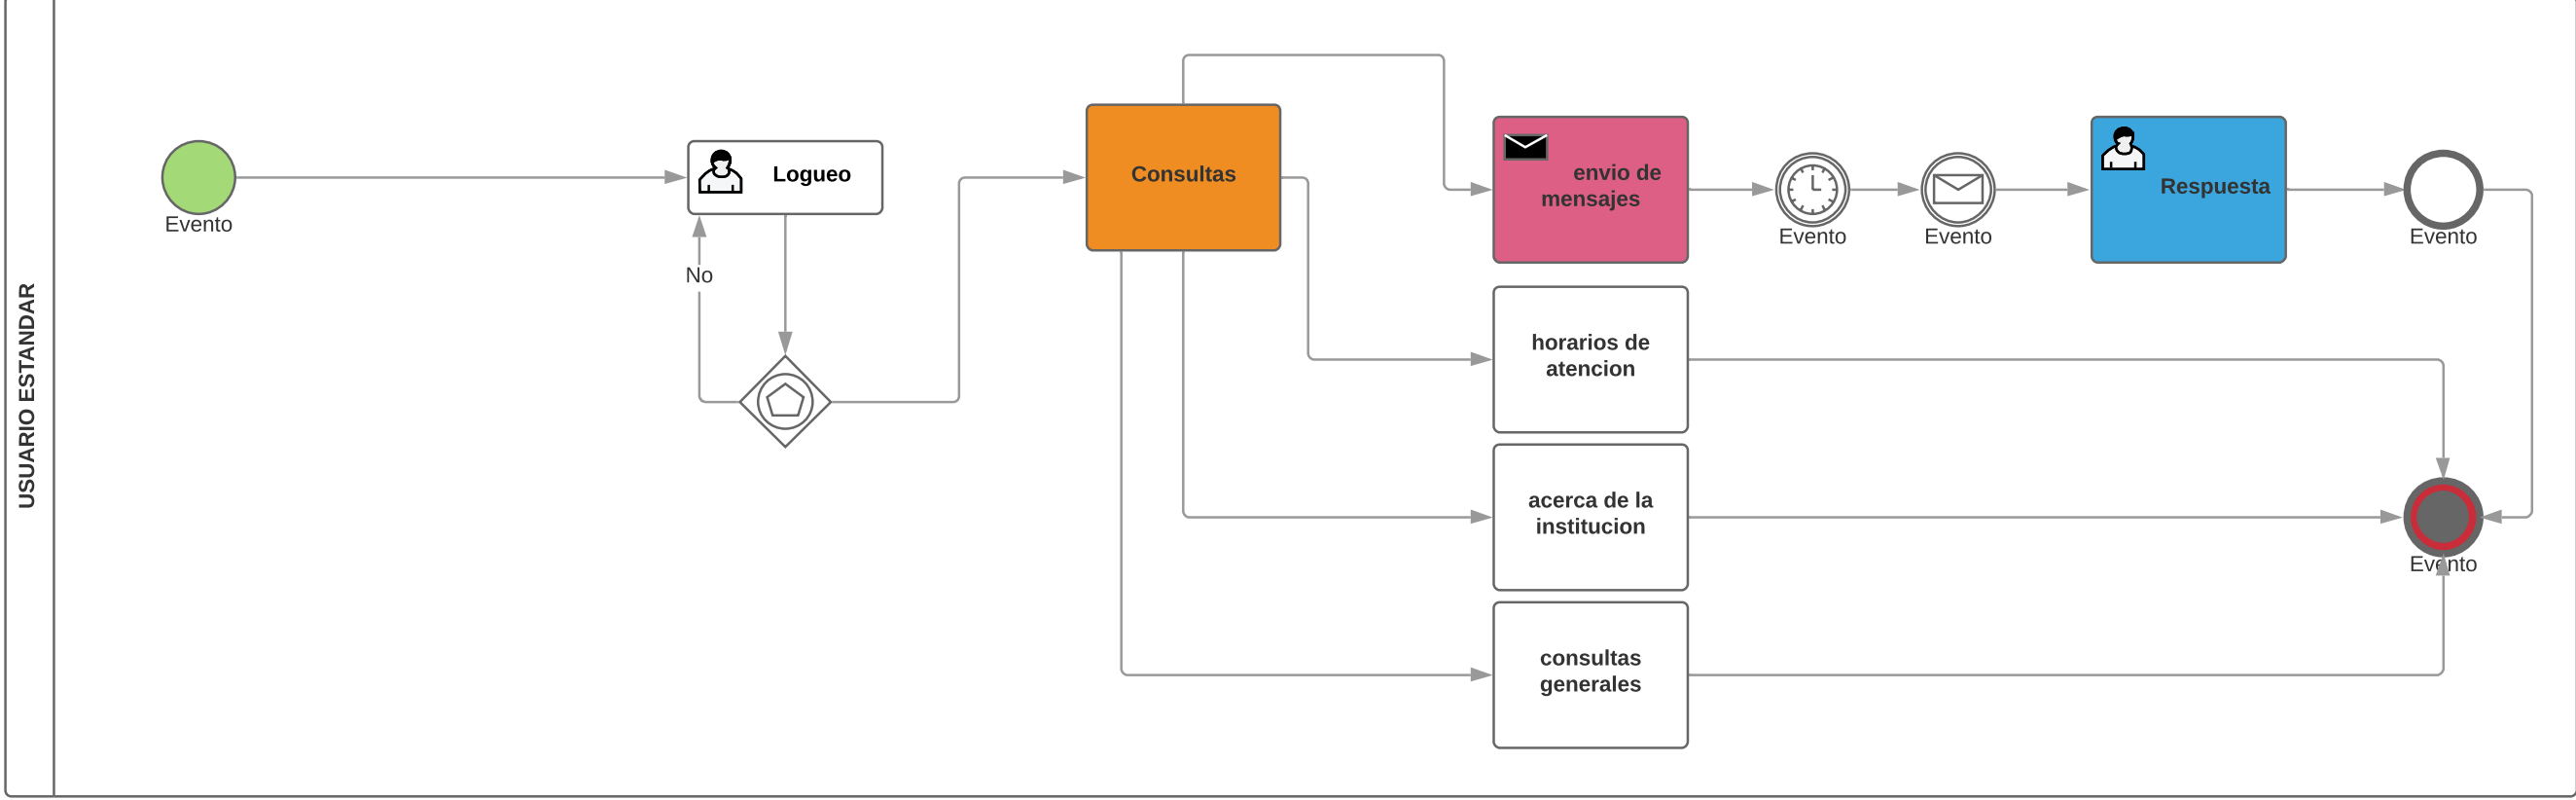 USUARIO ESTANDAR
Evento
Logueo
No
Consultas
envio de
mensajes
Evento
Evento
Respuesta
Evento
horarios de
atencion
acerca de la
institucion
Evento
consultas
generales